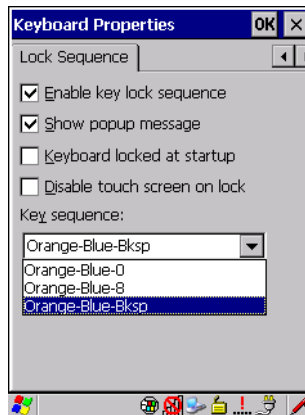 Keyboard Properties OK
Lock Sequence
Enable key lock sequence
Show popup message
Keyboard locked at startup
Disable touch screen on lock
Key sequence:
Orange-Blue-Bksp
Orange-Blue-0
Orange-Blue-8
Orange-Blue-Bksp